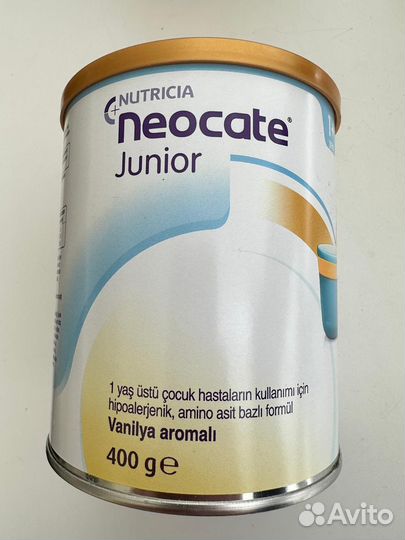 NUTRICIA
neocate®
Junior
1 yaş üstü çocuk hastaların kullanımı için
hipoalerjenik, amino asit bazlı formül
Vanilya aromalı
400 g e
Avito